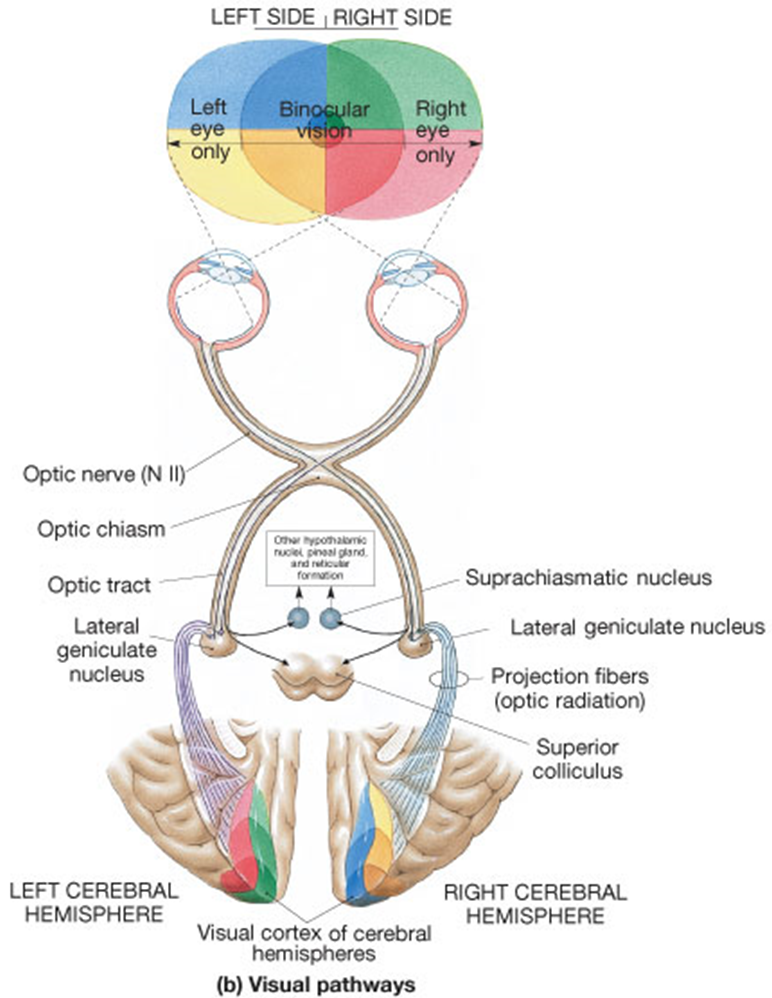 LEFT SIDE RIGHT SIDE
Left
eye
only
Binocular
vision
Right
eye
only
Optic nerve (N II)
Optic chiasm
Other hypothalamic
nuclei, pineal gland,
and reticular
formation
Optic tract
Suprachiasmatic nucleus
Lateral
geniculate
nucleus
Lateral geniculate nucleus
Projection fibers
(optic radiation)
Superior
colliculus
LEFT CEREBRAL
HEMISPHERE
RIGHT CEREBRAL
HEMISPHERE
Visual cortex of cerebral
hemispheres
(b) Visual pathways